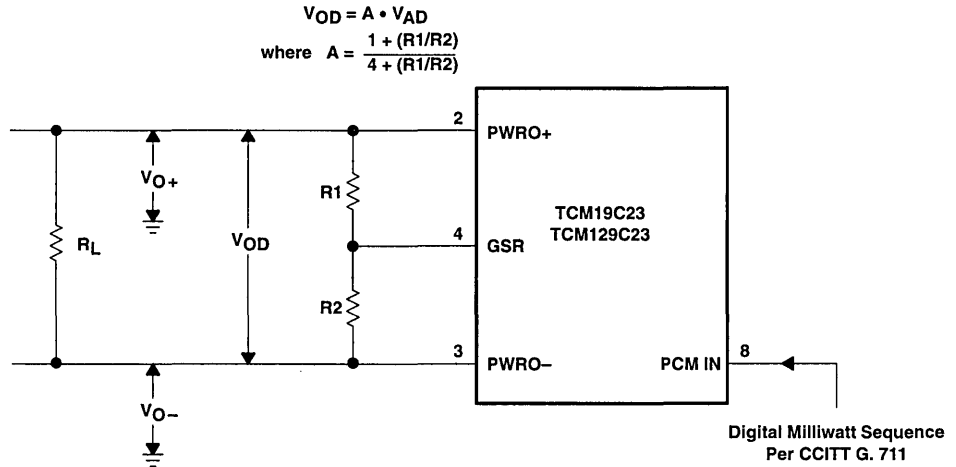 VOD = A • VAD
where A = 1 + (R1/R2)
4 + (R1/R2)
2
PWRO+
VO+
R1
TCM19C23
TCM129C23
RL
VOD
4
GSR
R2
3
PWRO–
PCM IN
8
VO–
Digital Milliwatt Sequence
Per CCITT G. 711